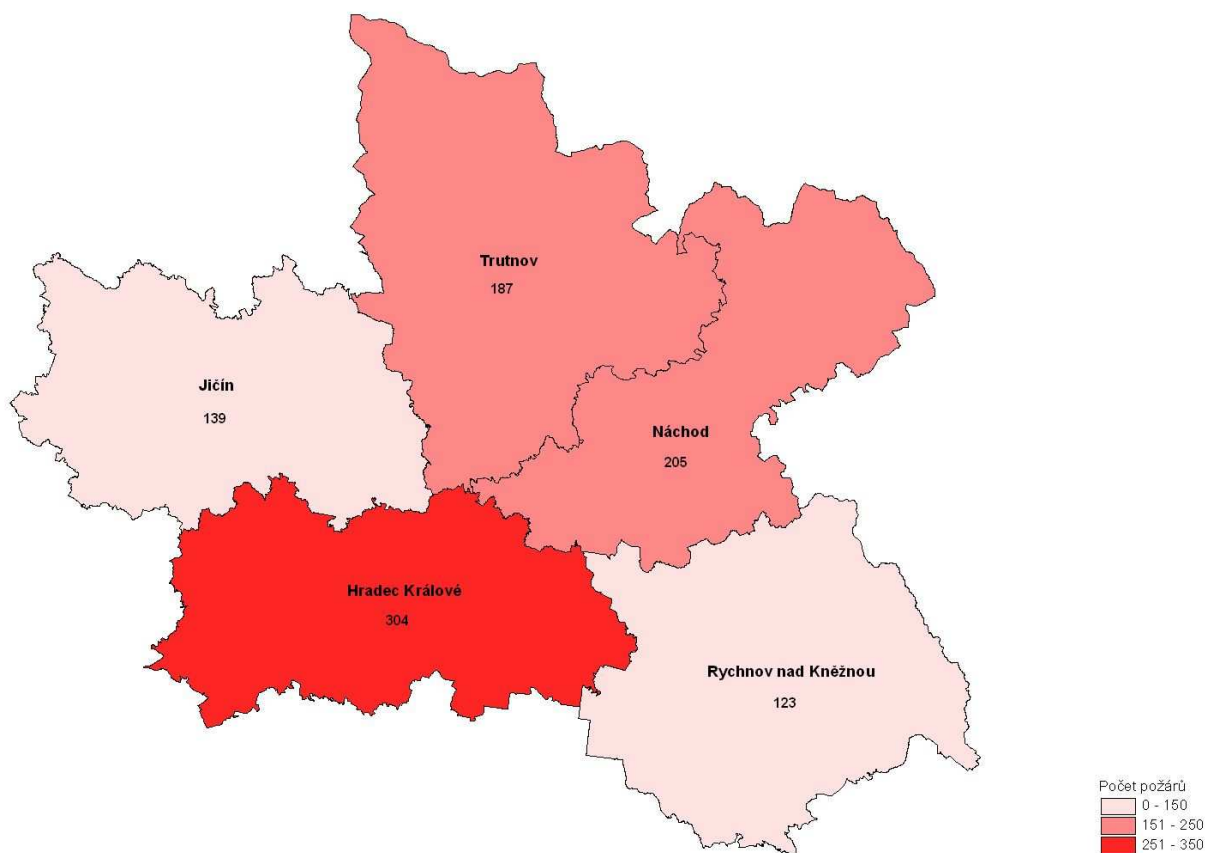 Trutnov
187
Jičín
139
Náchod
205
Hradec Králové
304
Rychnov nad Kněžnou
123
Počet požárů
0 - 150
151 - 250
251 - 350